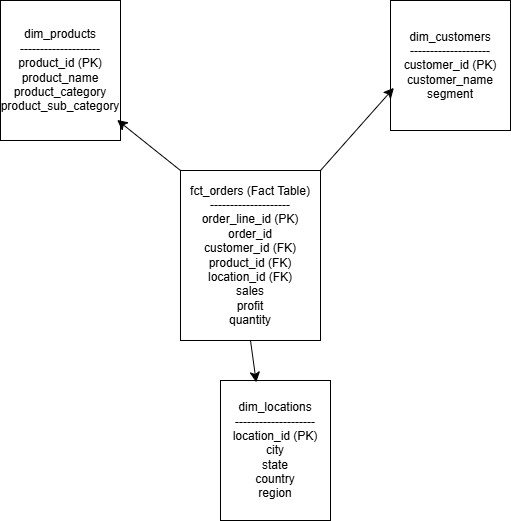 dim_products
--------------------
product_id (PK)
product_name
product_category
product_sub_category
dim_customers
--------------------
customer_id (PK)
customer_name
segment
fct_orders (Fact Table)
--------------------
order_line_id (PK)
order_id
customer_id (FK)
product_id (FK)
location_id (FK)
sales
profit
quantity
dim_locations
--------------------
location_id (PK)
city
state
country
region